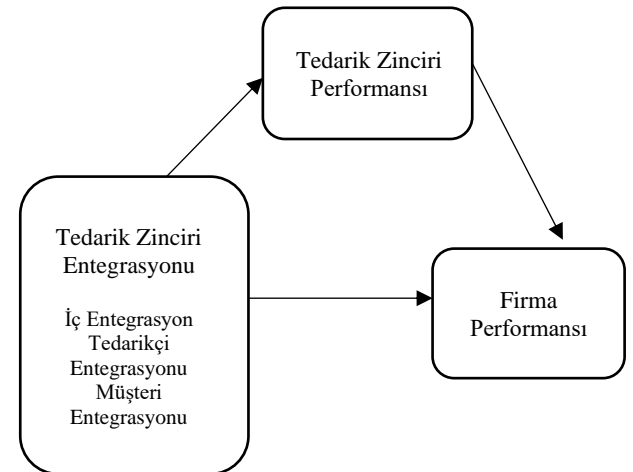 Tedarik Zinciri
Performansı
Tedarik Zinciri
Entegrasyonu
İç Entegrasyon
Tedarikçi
Entegrasyonu
Müşteri
Entegrasyonu
Firma
Performansı